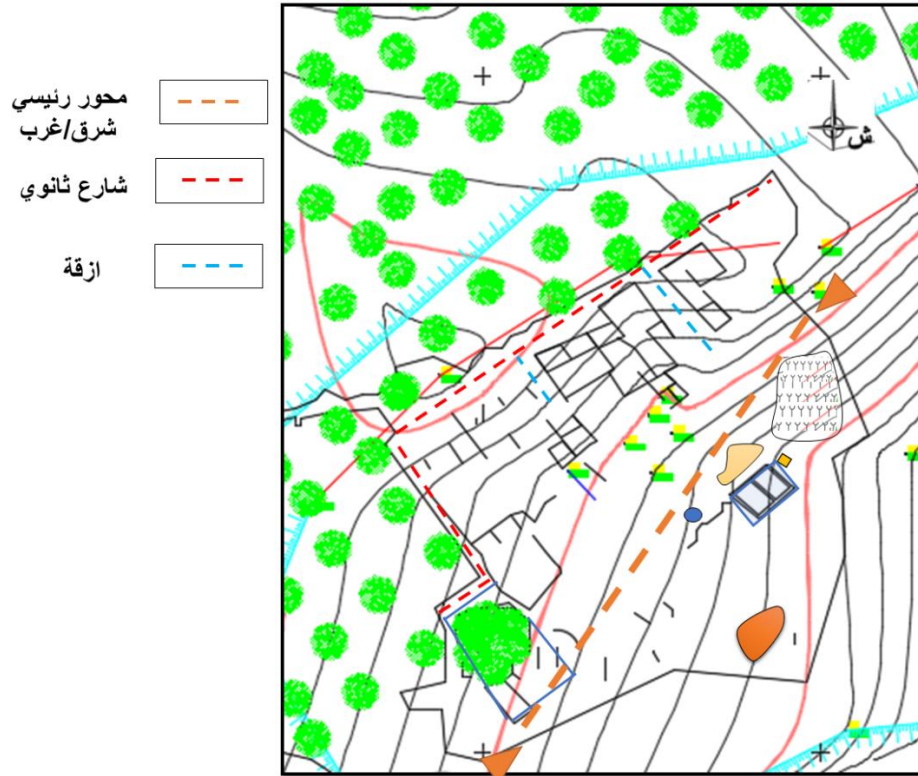 محور رئيسي
شرق/غرب
شارع ثانوي
ازقة
ش